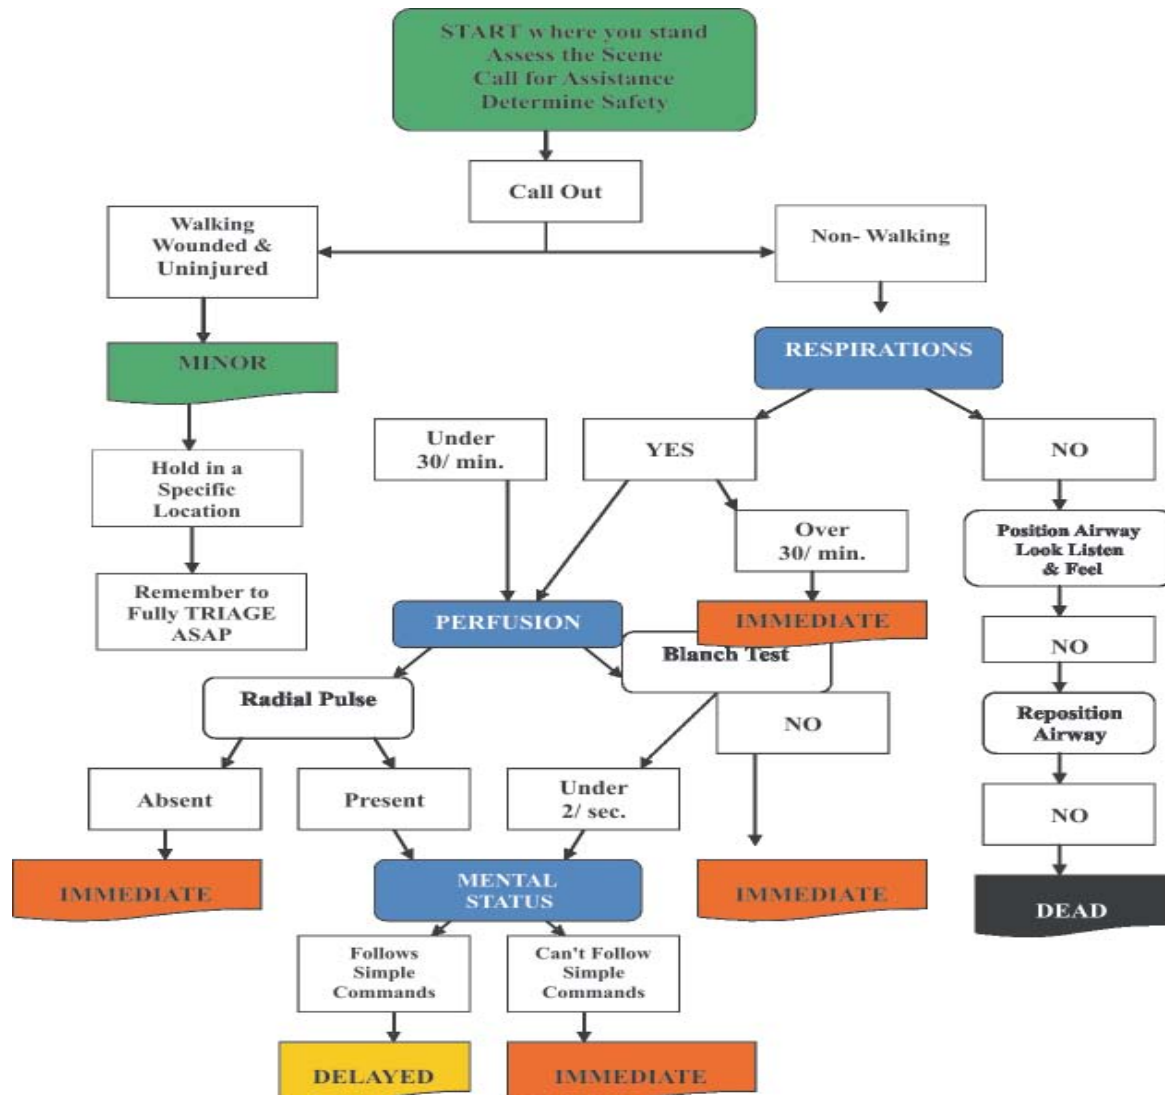 START where you stand
Assess the Scene
Call for Assistance
Determine Safety
Call Out
Walking
Wounded &
Uninjured
Non- Walking
MINOR
RESPIRATIONS
Under
30/ min.
YES
NO
Hold in a
Specific
Location
Over
30/ min.
Position Airway
Look Listen
& Feel
Remember to
Fully TRIAGE
ASAP
PERFUSION
IMMEDIATE
NO
Blanch Test
Radial Pulse
NO
Reposition
Airway
Absent
Present
Under
2/ sec.
NO
IMMEDIATE
MENTAL
STATUS
IMMEDIATE
DEAD
Follows
Simple
Commands
Can't Follow
Simple
Commands
DELAYED
IMMEDIATE